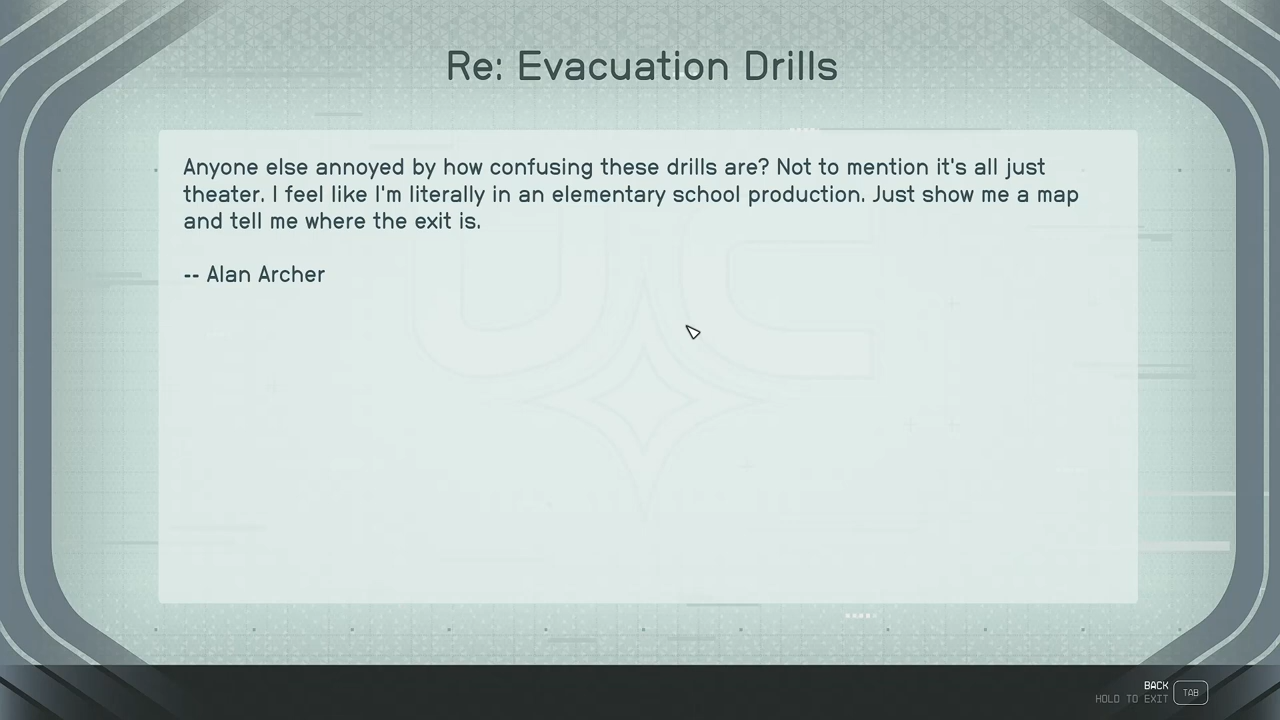 Re: Evacuation Drills
Anyone else annoyed by how confusing these drills are? Not to mention it's all just
theater. I feel like I'm literally in an elementary school production. Just show me a map
and tell me where the exit is.
-- Alan Archer
UC
BACK
HOLD TO EXIT
TAB